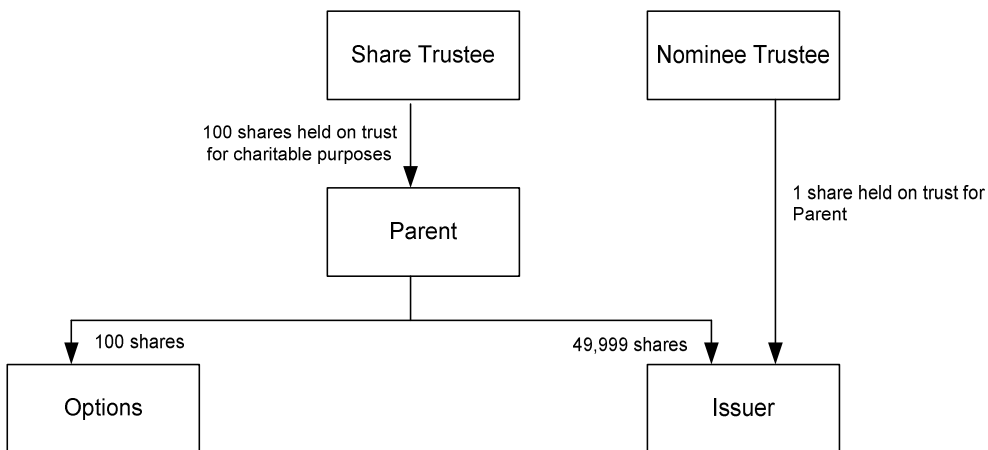 Share Trustee
Nominee Trustee
100 shares held on trust
for charitable purposes
1 share held on trust for
Parent
Parent
100 shares
49,999 shares
Options
Issuer